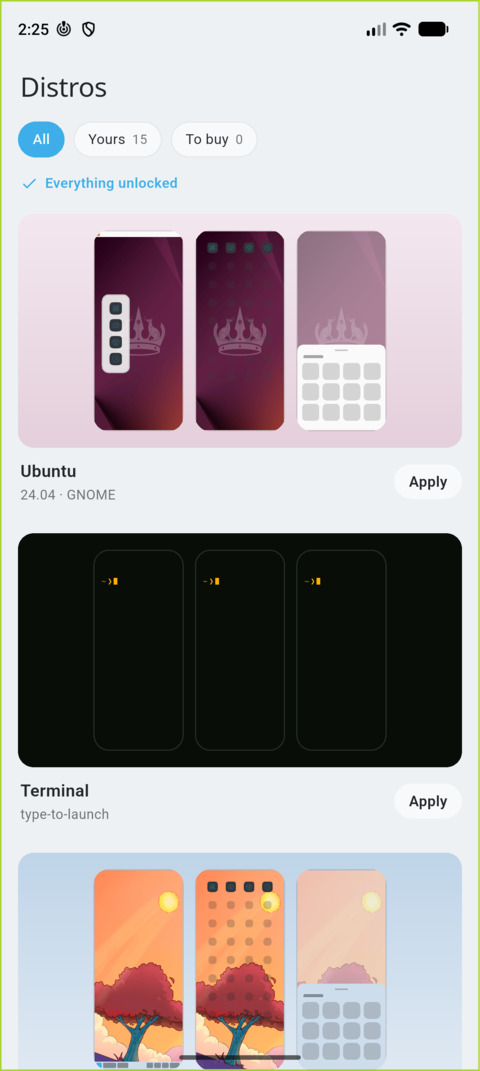 2:25
Distros
All
Yours 15
To buy 0
Everything unlocked
Ubuntu
24.04 · GNOME
Apply
~ ❯
~ ❯
~ ❯
Terminal
type-to-launch
Apply